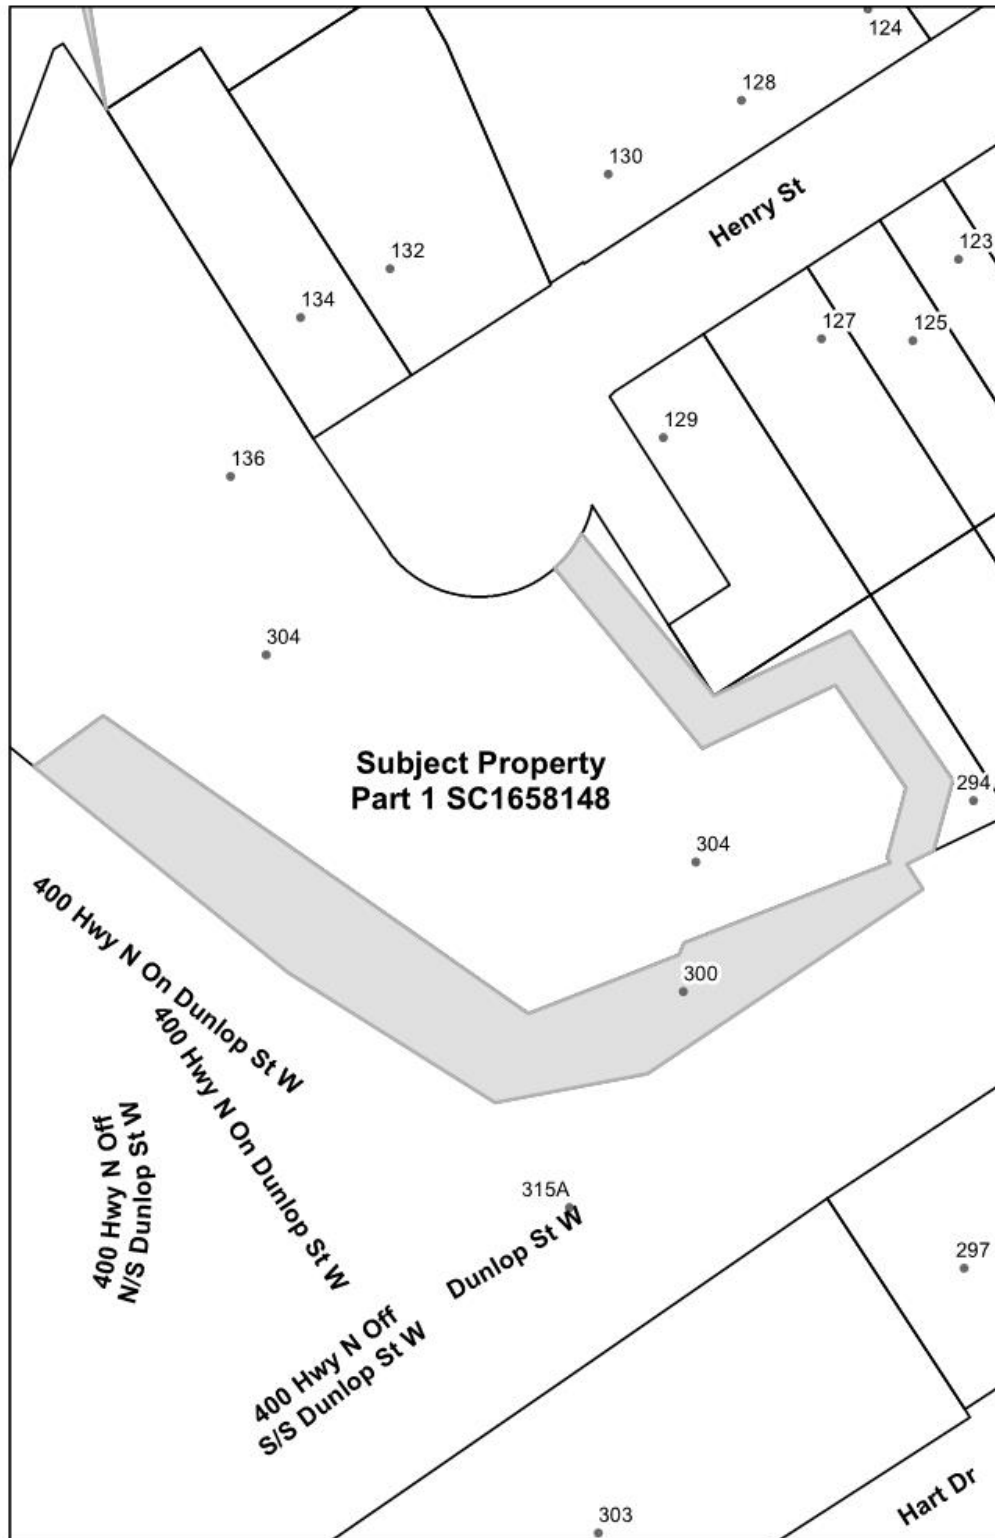 124
128
130
Henry St
132
123
134
127
125
129
136
304
Subject Property
Part 1 SC1658148
294
304
400 Hwy N On Dunlop St W
300
400 Hwy N On Dunlop St W
400 Hwy N Off
N/S Dunlop St W
315A
Dunlop St W
297
400 Hwy N Off
S/S Dunlop St W
Hart Dr
303